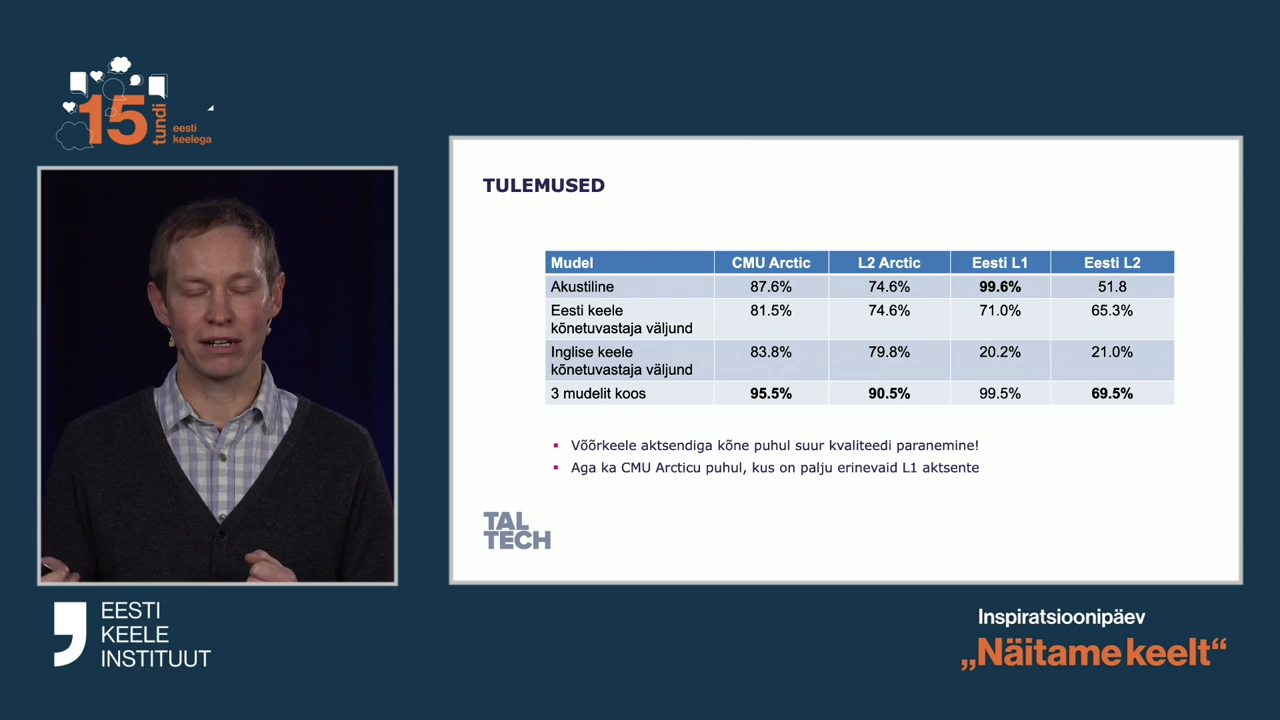 15
tundi
eesti
keelega
TULEMUSED
Mudel CMU Arctic L2 Arctic Eesti L1 Eesti L2
Akustiline 87.6% 74.6% 99.6% 51.8
Eesti keele
kõnetuvastaja väljund 81.5% 74.6% 71.0% 65.3%
Inglise keele
kõnetuvastaja väljund 83.8% 79.8% 20.2% 21.0%
3 mudelit koos 95.5% 90.5% 99.5% 69.5%
Võõrkeele aktsendiga kõne puhul suur kvaliteedi paranemine!
Aga ka CMU Arcticu puhul, kus on palju erinevaid L1 aktsente
TAL
TECH
EESTI
KEELE
INSTITUUT
Inspiratsioonipäev
„Näitame keelt“